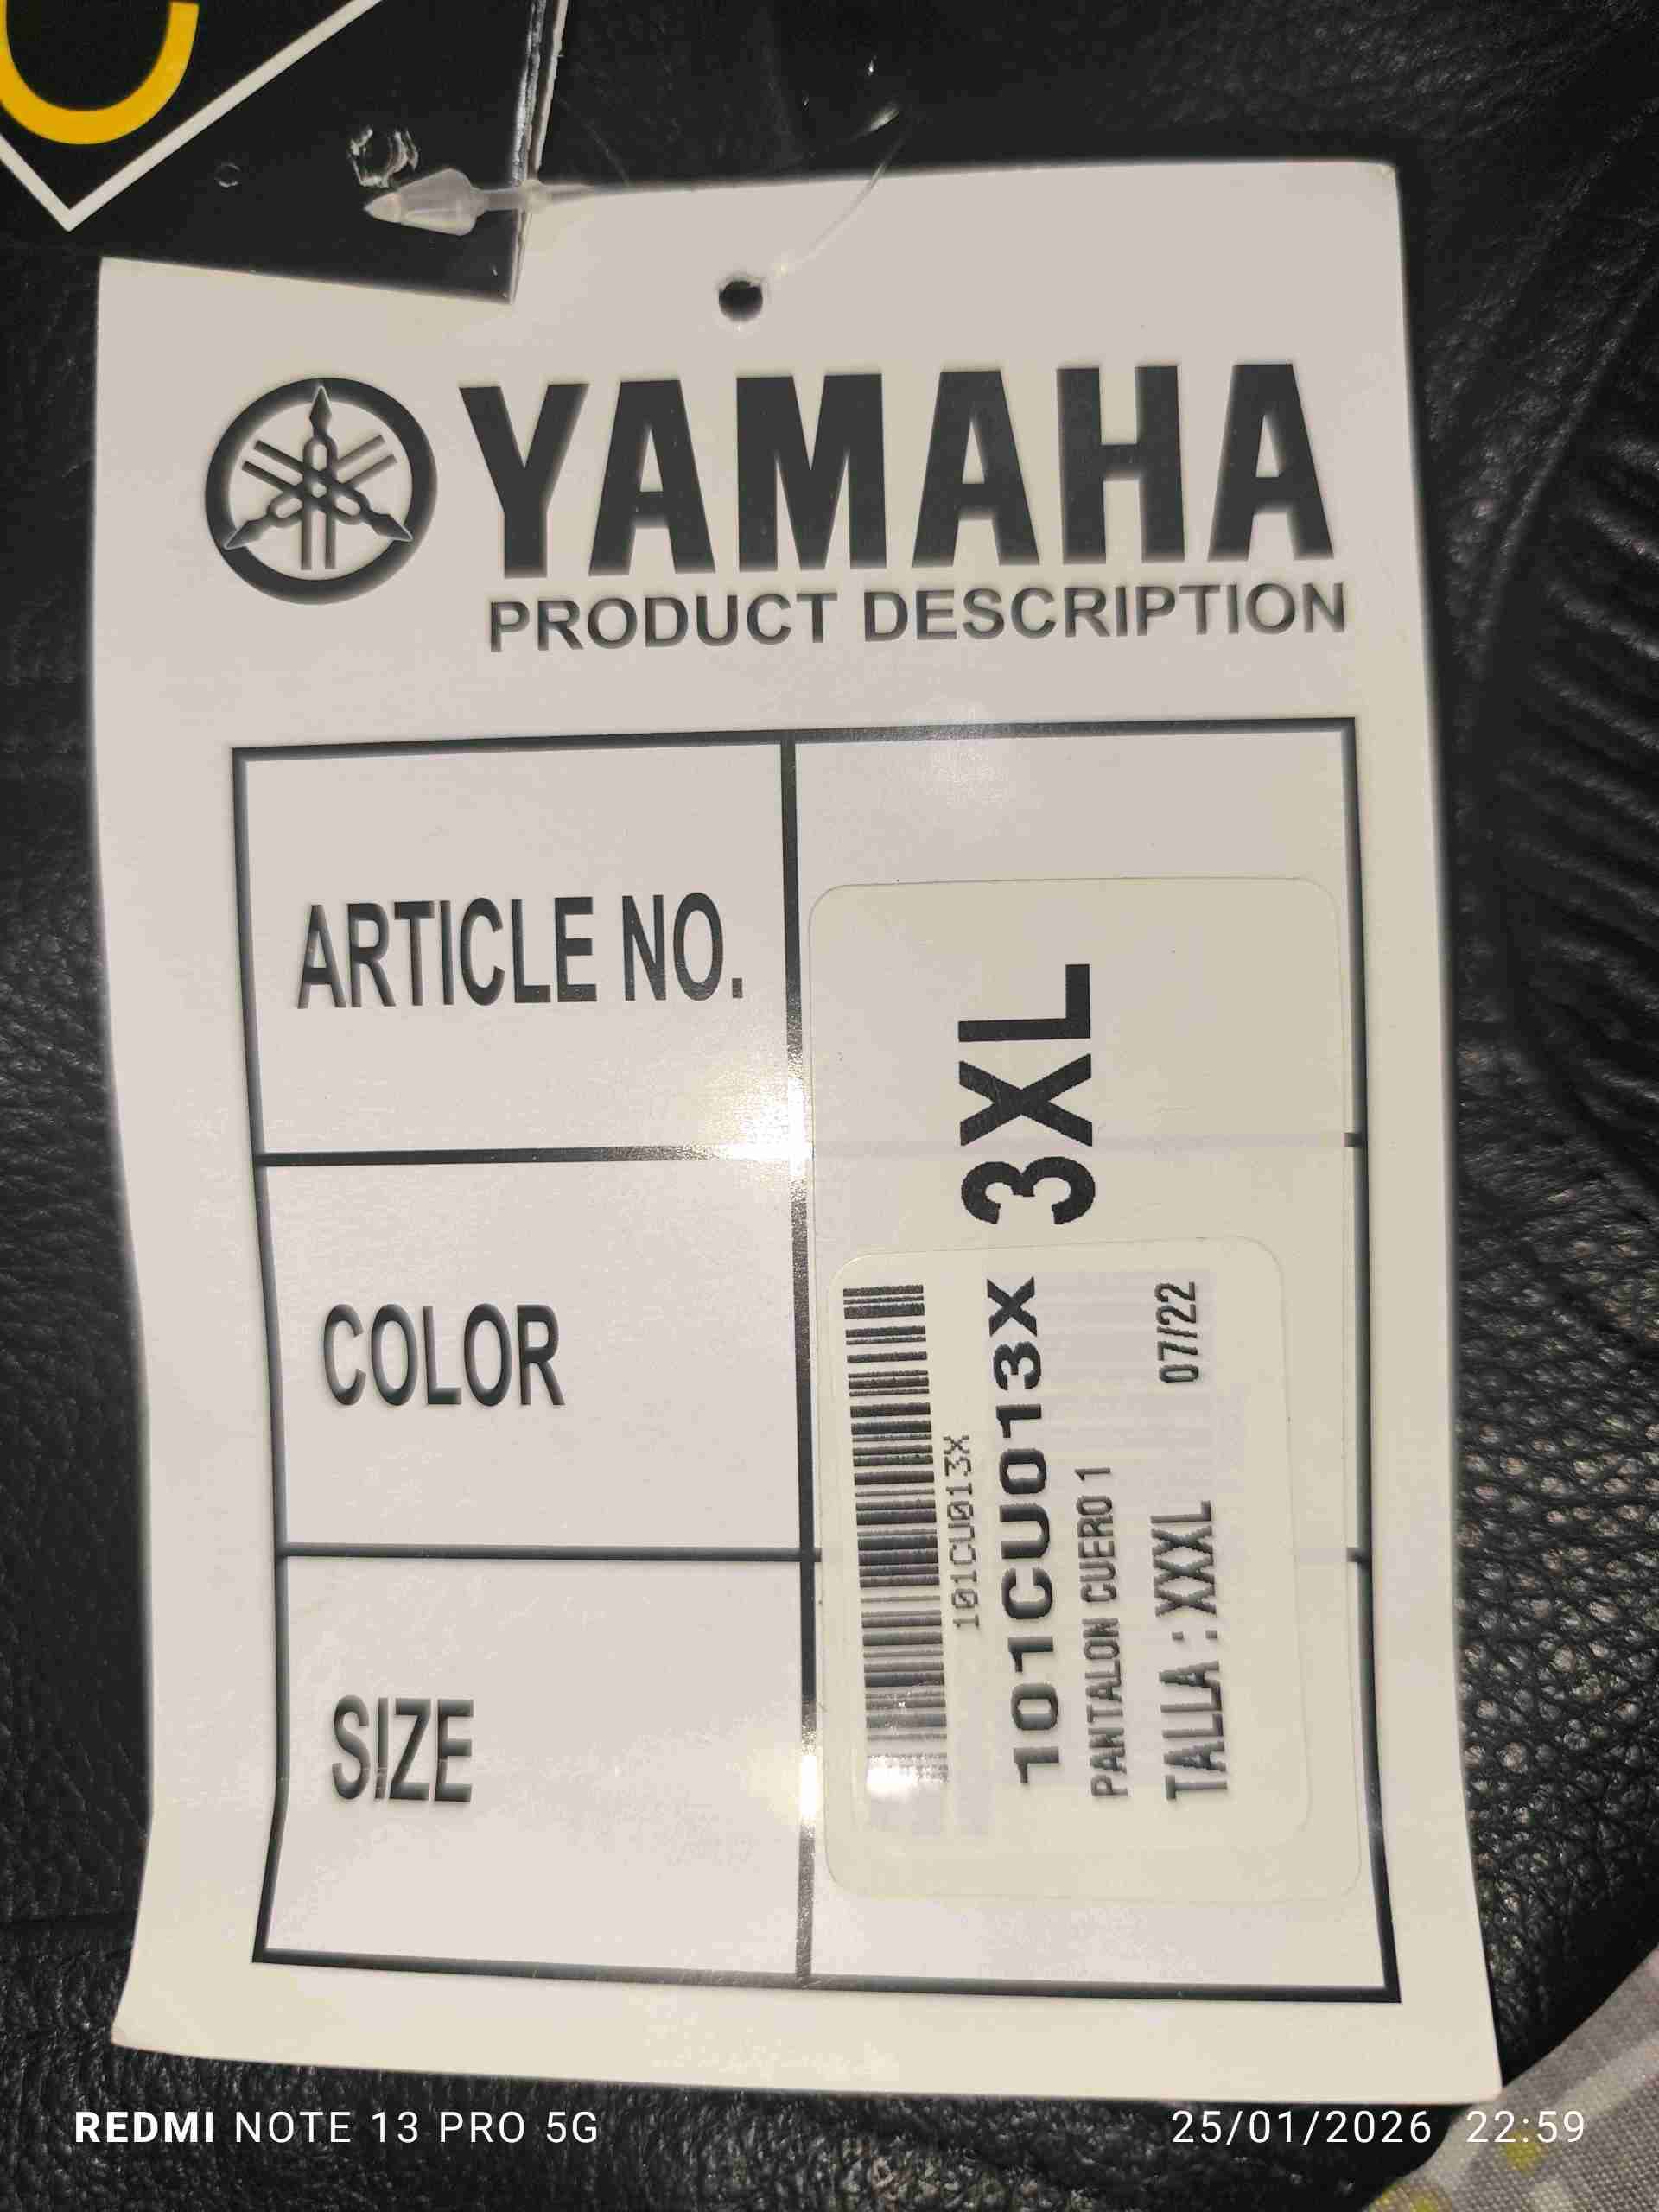 YAMAHA
PRODUCT DESCRIPTION
ARTICLE NO.
COLOR
SIZE
3XL
101CU013X
101CU013X
PANTALON CUERO 1
TALLA : XXXL 07/22
REDMI NOTE 13 PRO 5G
25/01/2026 22:59